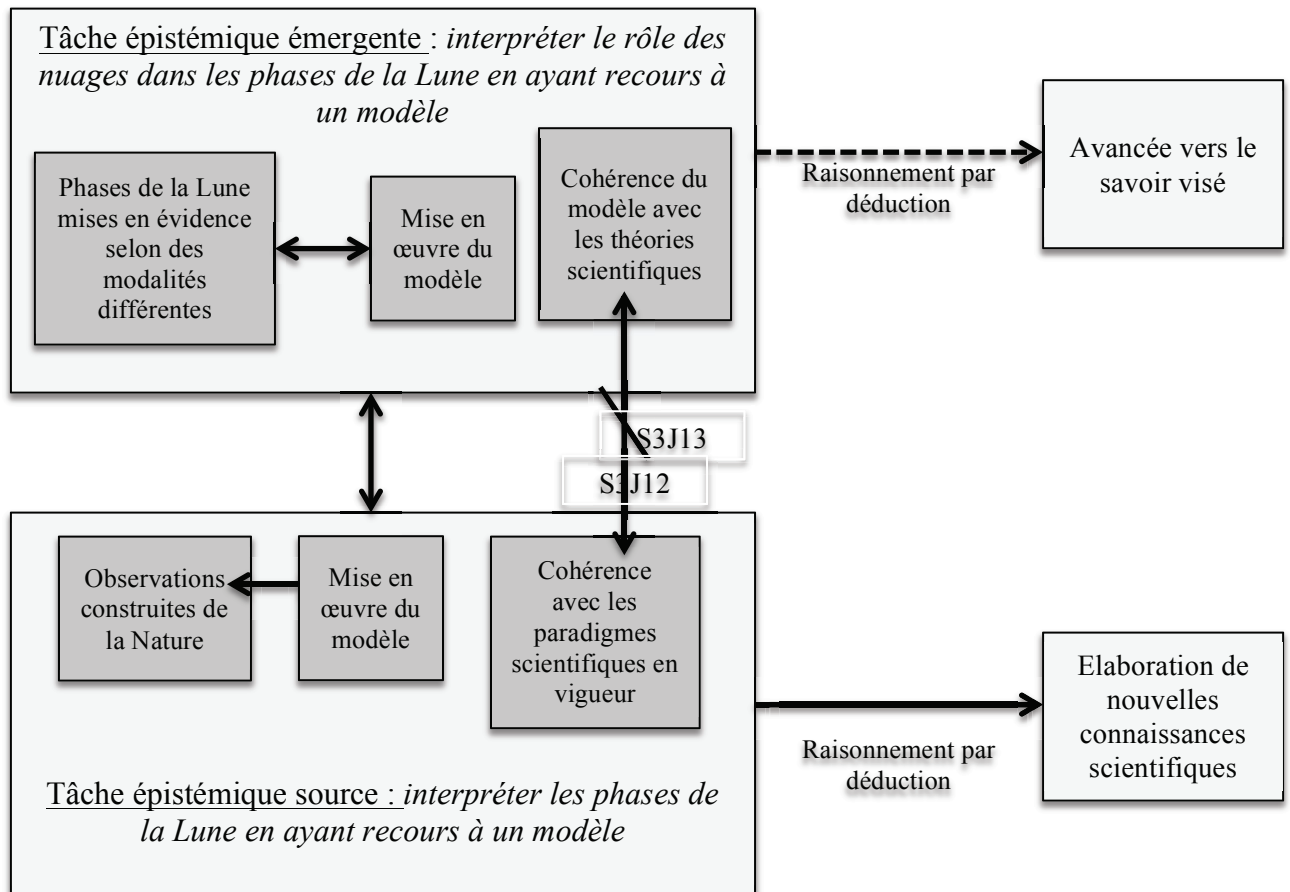 Tâche épistémique émergente : interpréter le rôle des
nuages dans les phases de la Lune en ayant recours à
un modèle
Phases de la Lune
mises en évidence
selon des
modalités
différentes
Mise en
œuvre du
modèle
Cohérence du
modèle avec
les théories
scientifiques
Raisonnement par
déduction
Avancée vers le
savoir visé
S3J13
S3J12
Observations
construites de
la Nature
Mise en
œuvre du
modèle
Cohérence
avec les
paradigmes
scientifiques en
vigueur
Raisonnement par
déduction
Elaboration de
nouvelles
connaissances
scientifiques
Tâche épistémique source : interpréter les phases de
la Lune en ayant recours à un modèle